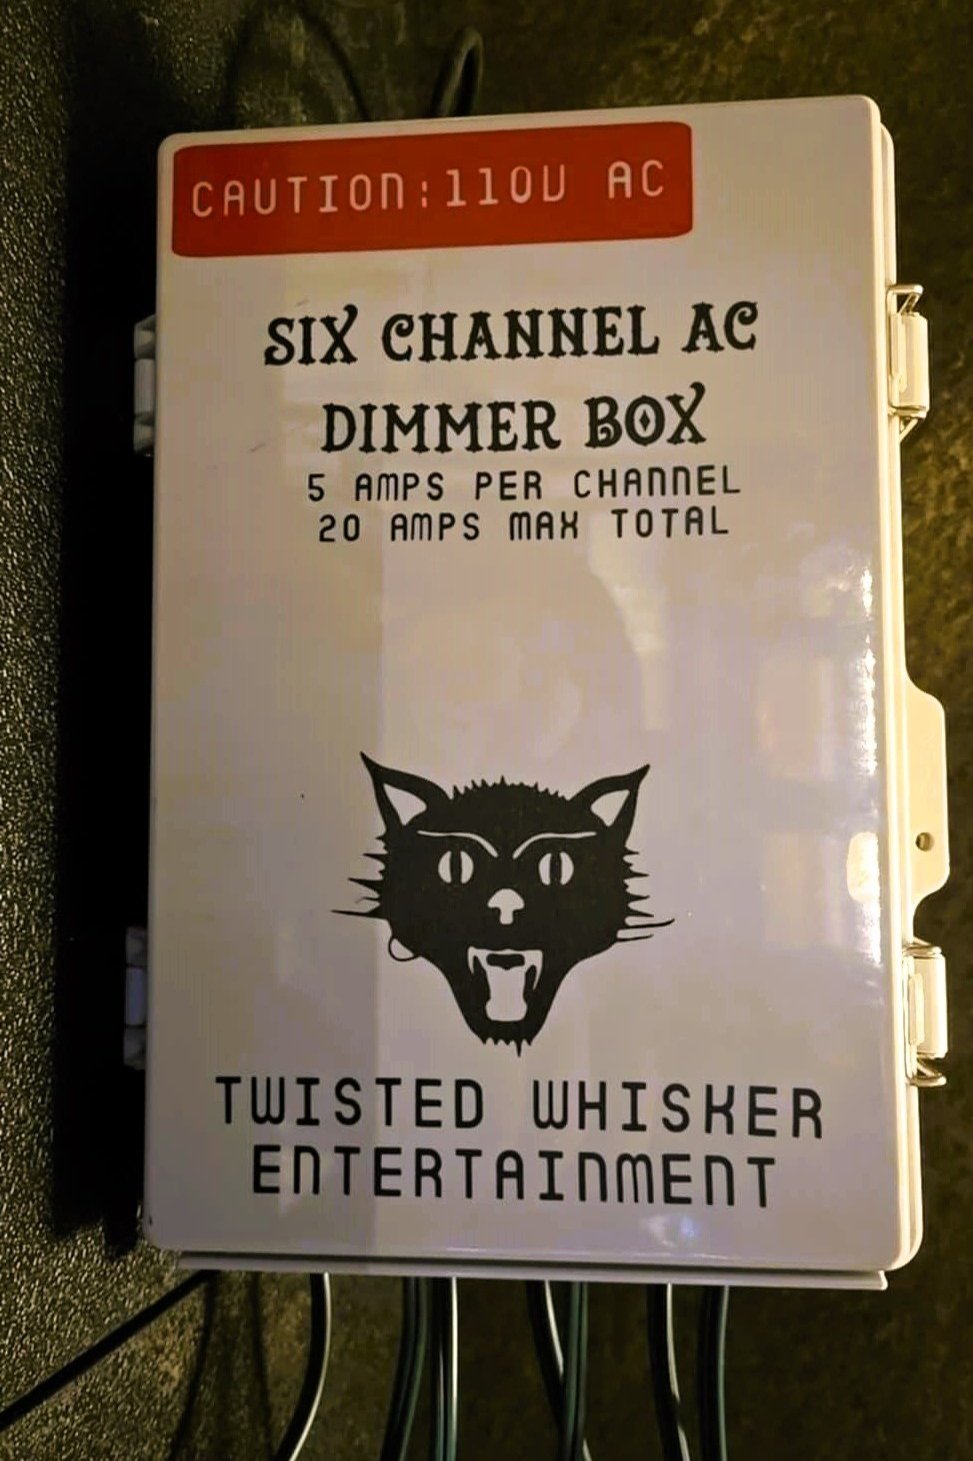 CAUTION:110V AC
SIX CHANNEL AC
DIMMER BOX
5 AMPS PER CHANNEL
20 AMPS MAX TOTAL
TWISTED WHISKER
ENTERTAINMENT